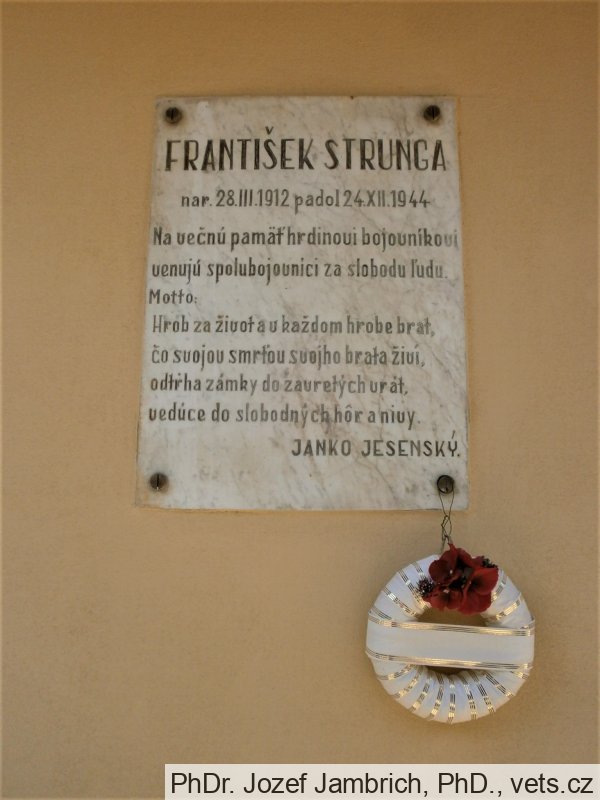 FRANTIŠEK STRUNGA
nar. 28.III.1912 padol 24.XII.1944
Na večnú pamäť hrdinovi bojovníkovi
venujú spolubojovníci za slobodu ľudu.
Motto:
Hrob za života v každom hrobe brat,
čo svojou smrťou svojho brata živí,
odtŕha zámky do zavretých vrát,
vedúce do slobodných hôr a nivy.
JANKO JESENSKÝ.
PhDr. Jozef Jambrich, PhD., vets.cz